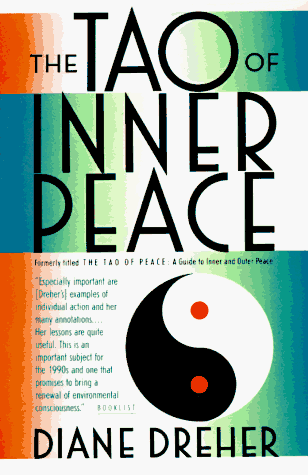 THE TAO OF
INNER
PEACE
Formerly titled THE TAO OF PEACE: A Guide to Inner and Outer Peace
"Especially important are
[Dreher's] examples of
individual action and her
many annotations....
Her lessons are quite
useful. This is an
important subject for
the 1990s and one that
promises to bring a
renewal of environmental
consciousness." BOOKLIST
DIANE DREHER